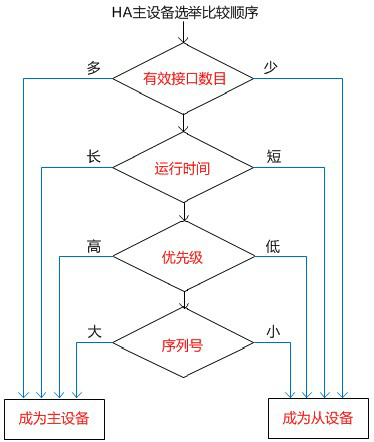 HA主设备选举比较顺序
多
有效接口数目
少
长
运行时间
短
高
优先级
低
大
序列号
小
成为主设备
成为从设备